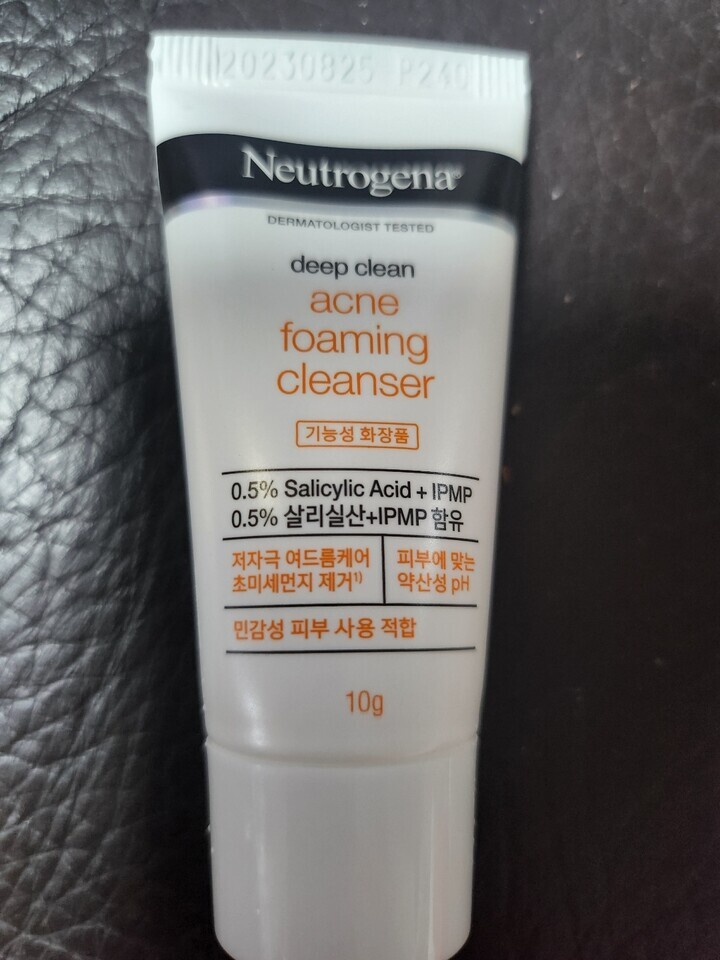 20230825 P240
Neutrogena®
DERMATOLOGIST TESTED
deep clean
acne
foaming
cleanser
기능성 화장품
0.5% Salicylic Acid + IPMP
0.5% 살리실산+IPMP 함유
저자극 여드름케어
초미세먼지 제거¹⁾
피부에 맞는
약산성 pH
민감성 피부 사용 적합
10g